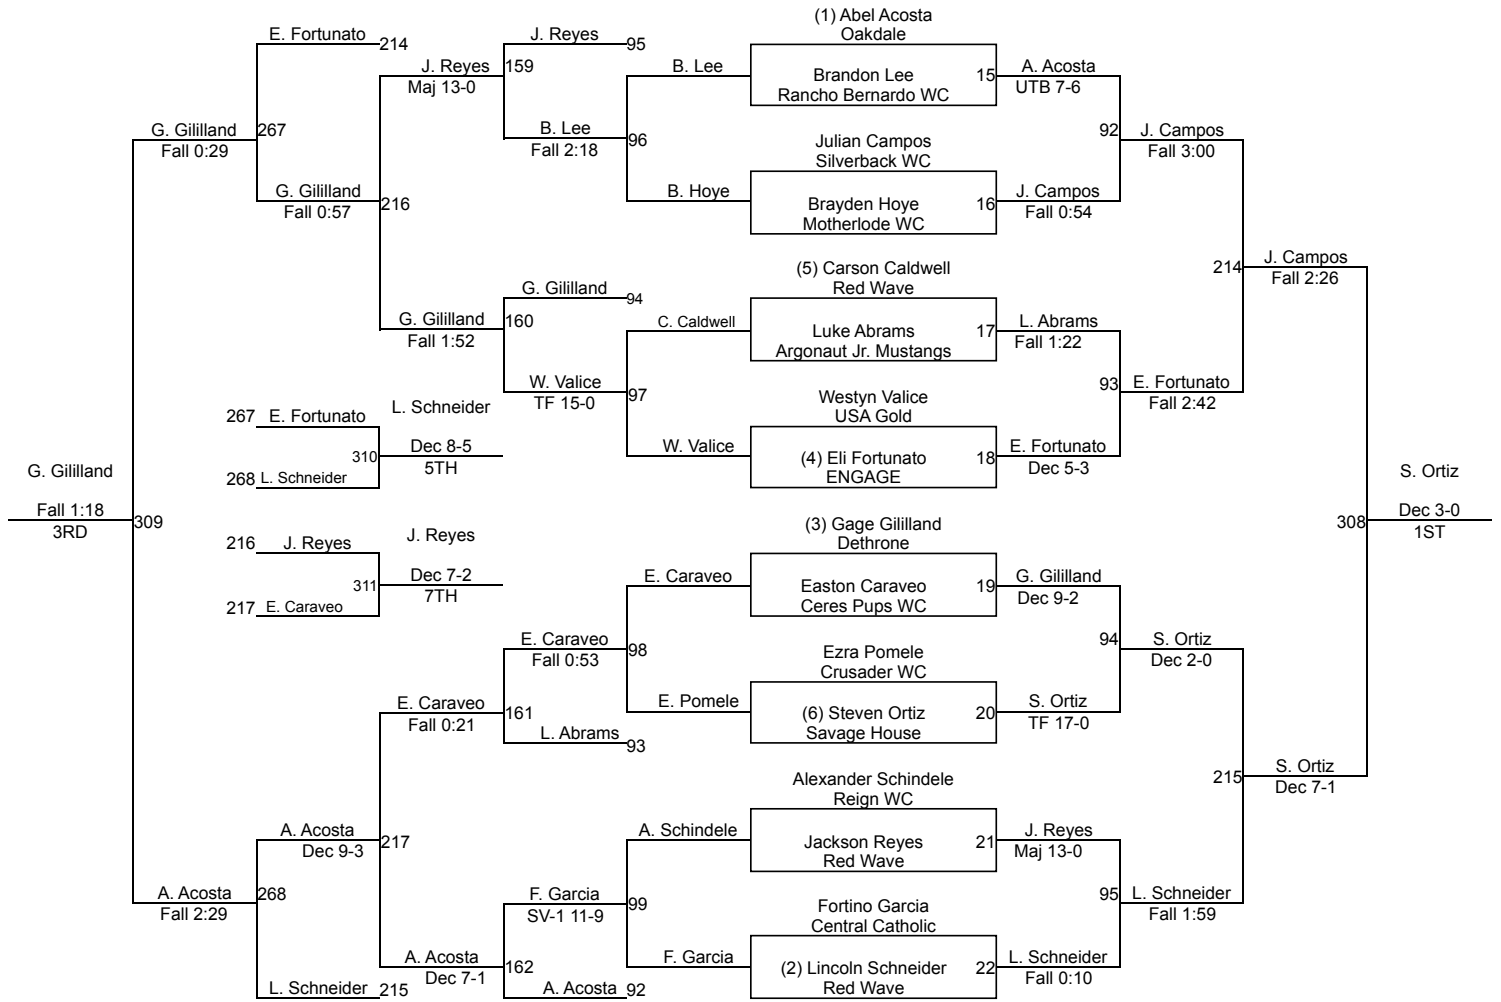 (1) Abel Acosta
Oakdale
Brandon Lee
15
Rancho Bernardo WC
Julian Campos
Silverback WC
Brayden Hoye
16
Motherlode WC
(5) Carson Caldwell
Red Wave
Luke Abrams
17
Argonaut Jr. Mustangs
Westyn Valice
USA Gold
(4) Eli Fortunato
18
ENGAGE
(3) Gage Gililland
Dethrone
Easton Caraveo
19
Ceres Pups WC
Ezra Pomele
Crusader WC
(6) Steven Ortiz
20
Savage House
Alexander Schindele
Reign WC
Jackson Reyes
21
Red Wave
Fortino Garcia
Central Catholic
(2) Lincoln Schneider
22
Red Wave
A. Acosta
UTB 7-6
92
J. Campos
Fall 0:54
L. Abrams
Fall 1:22
93
E. Fortunato
Dec 5-3
G. Gililland
Dec 9-2
94
S. Ortiz
TF 17-0
J. Reyes
Maj 13-0
95
L. Schneider
Fall 0:10
J. Campos
Fall 3:00
214
E. Fortunato
Fall 2:42
S. Ortiz
Dec 2-0
215
L. Schneider
Fall 1:59
J. Campos
Fall 2:26
308
S. Ortiz
Dec 7-1
S. Ortiz
Dec 3-0
1ST
B. Lee
96
B. Hoye
C. Caldwell
97
W. Valice
E. Caraveo
98
E. Pomele
A. Schindele
99
F. Garcia
J. Reyes
95
159
B. Lee
Fall 2:18
G. Gililland
94
160
W. Valice
TF 15-0
E. Caraveo
Fall 0:53
161
L. Abrams
93
F. Garcia
SV-1 11-9
162
A. Acosta
92
J. Reyes
Maj 13-0
216
G. Gililland
Fall 1:52
E. Caraveo
Fall 0:21
217
A. Acosta
Dec 7-1
E. Fortunato
214
267
G. Gililland
Fall 0:57
A. Acosta
Dec 9-3
268
L. Schneider
215
G. Gililland
Fall 0:29
309
A. Acosta
Fall 2:29
G. Gililland
Fall 1:18
3RD
267
E. Fortunato
310
268
L. Schneider
L. Schneider
Dec 8-5
5TH
216
J. Reyes
311
217
E. Caraveo
J. Reyes
Dec 7-2
7TH